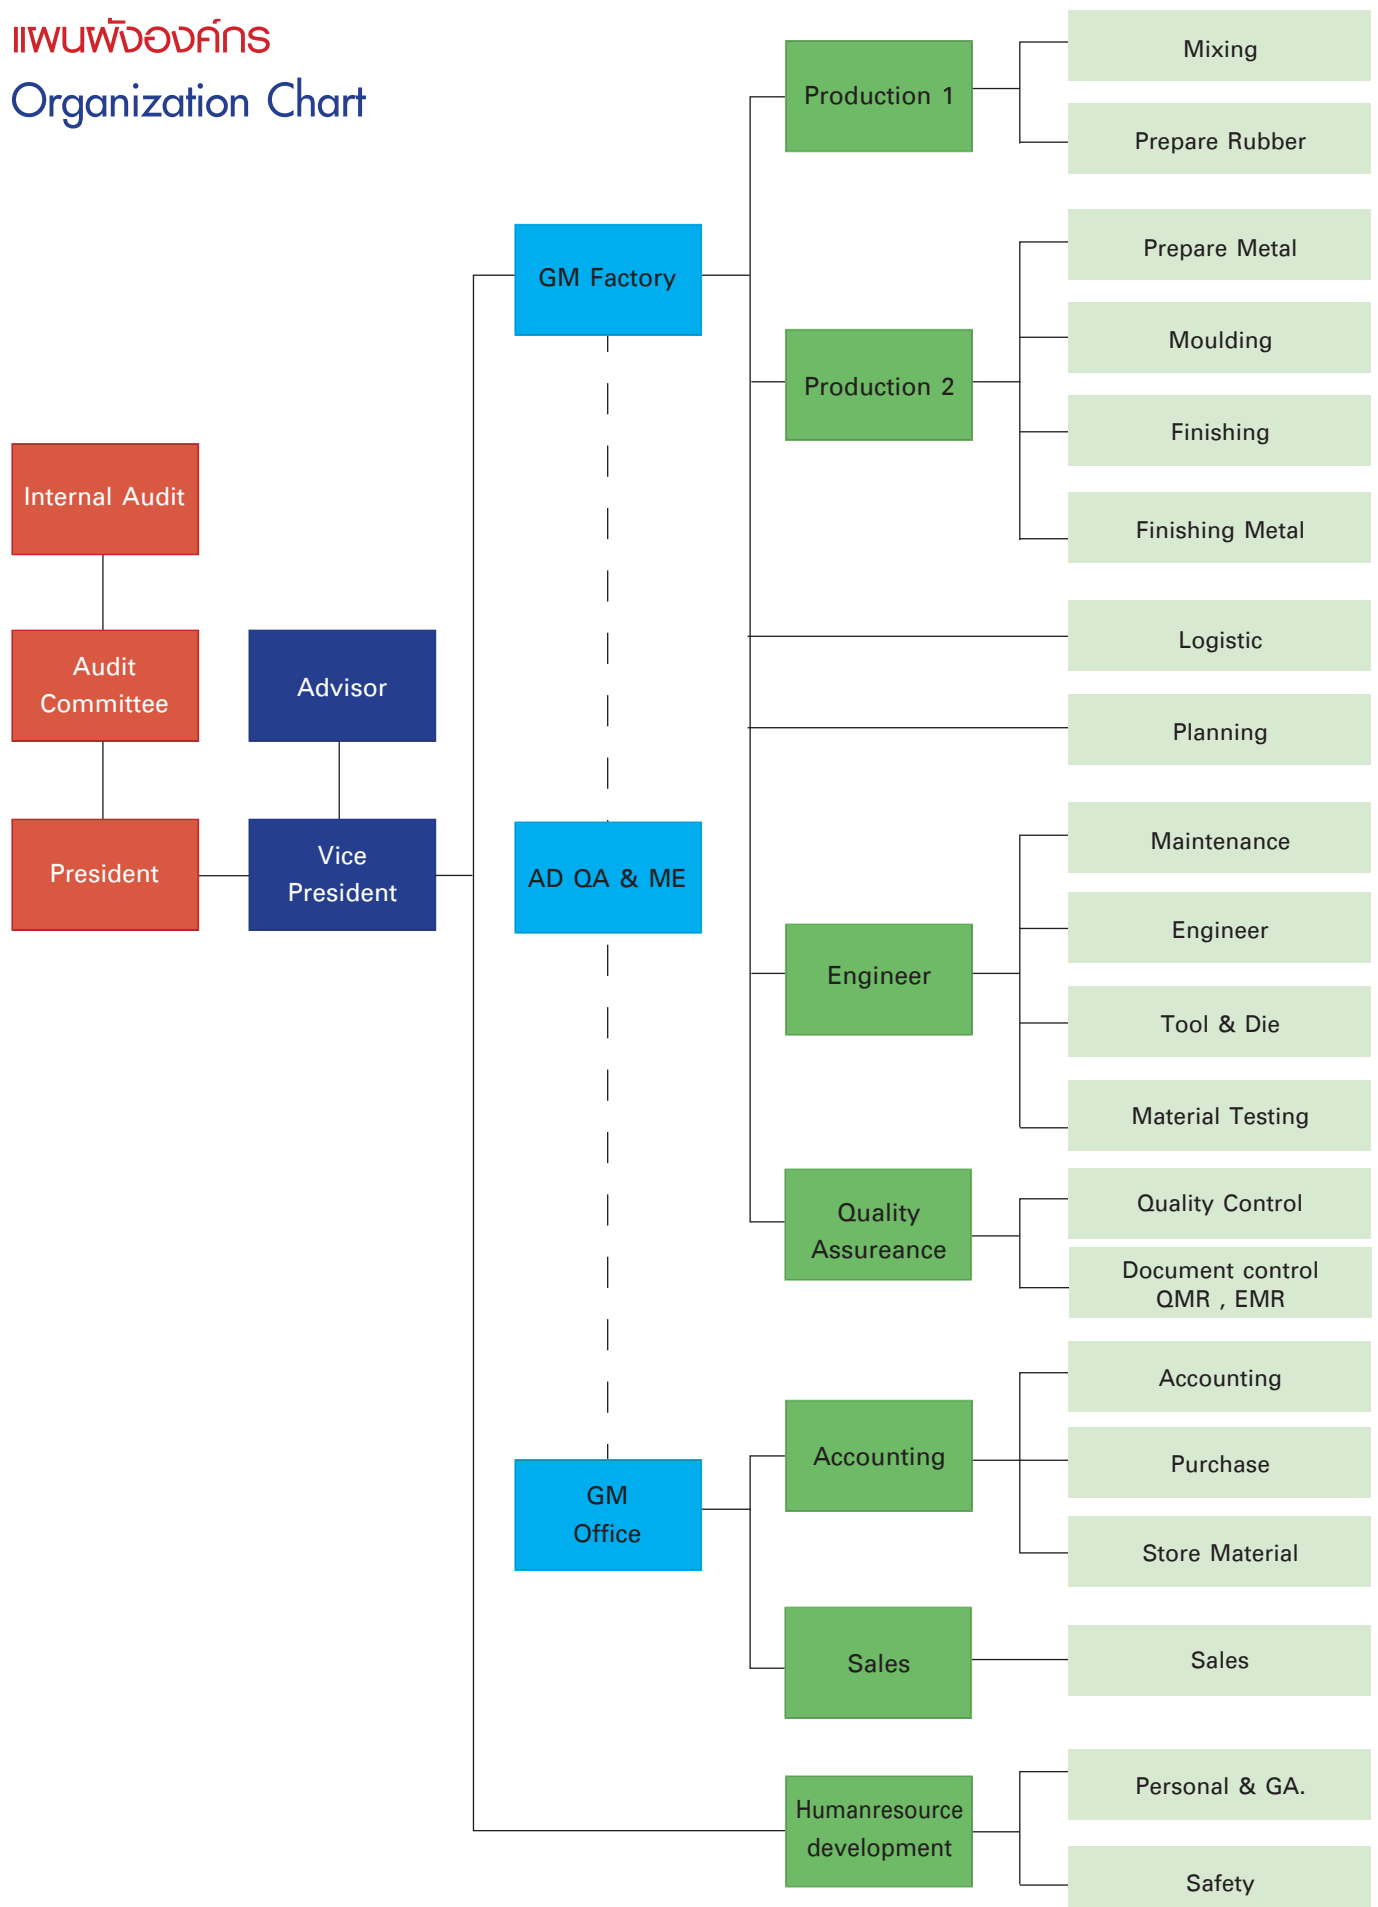 แผนผังองค์กร
Organization Chart
Production 1
Mixing
Prepare Rubber
GM Factory
Production 2
Prepare Metal
Moulding
Finishing
Finishing Metal
Internal Audit
Audit
Committee
Advisor
Logistic
Planning
President
Vice
President
AD QA & ME
Engineer
Maintenance
Engineer
Tool & Die
Material Testing
Quality
Assureance
Quality Control
Document control
QMR , EMR
GM
Office
Accounting
Accounting
Purchase
Store Material
Sales
Sales
Humanresource
development
Personal & GA.
Safety